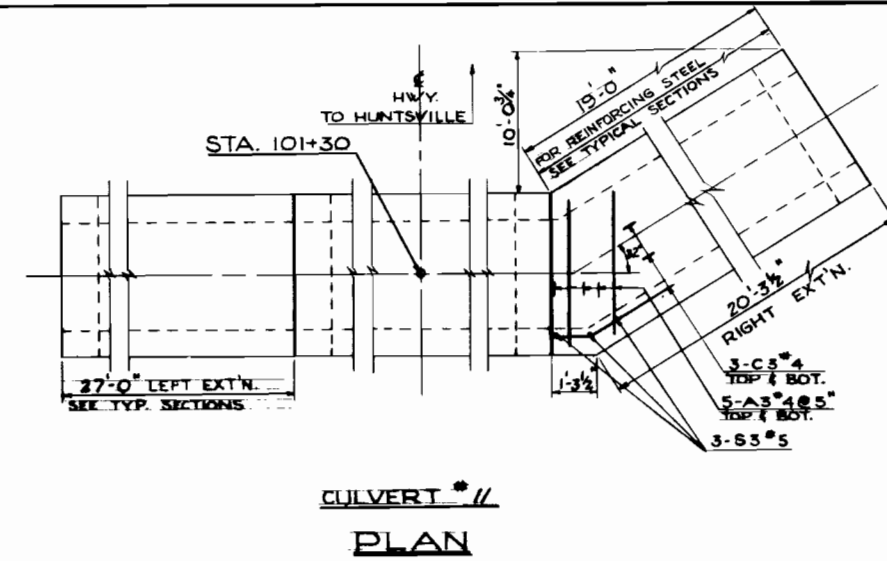 ℄
HWY.
TO HUNTSVILLE
STA. 101+30
10'-0 3/4"
19'-0"
FOR REINFORCING STEEL
SEE TYPICAL SECTIONS
20'-3½"
RIGHT EXT'N.
27'-0" LEFT EXT'N.
SEE TYP. SECTIONS
1'-3½"
3-C3 #4
TOP & BOT.
5-A3 #4 @ 5"
TOP & BOT.
3-S3 #5
CULVERT #11
PLAN